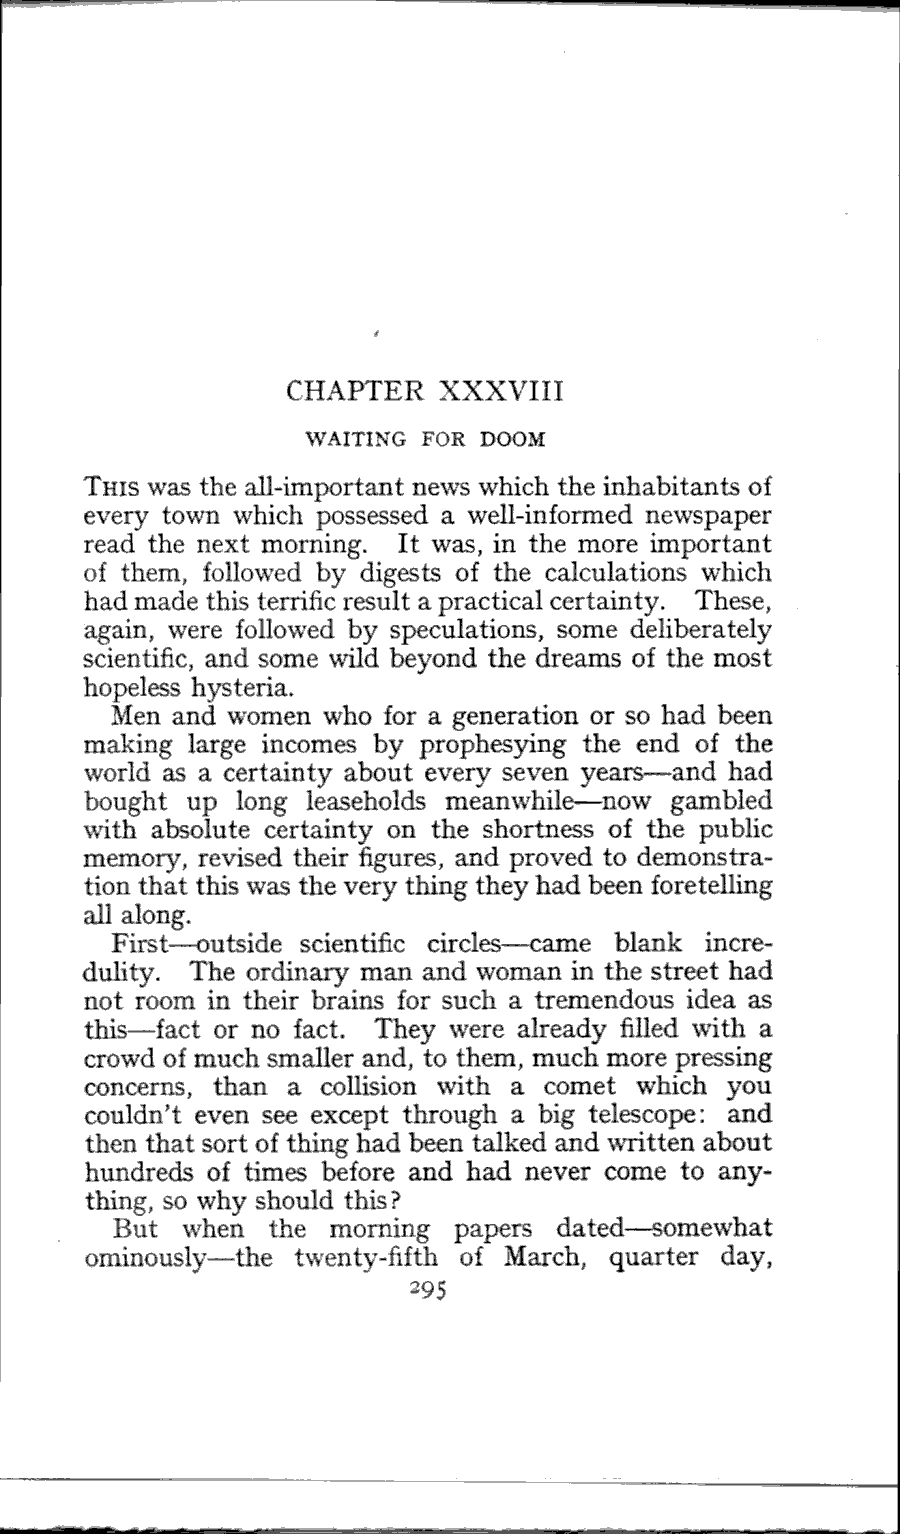 CHAPTER XXXVIII
WAITING FOR DOOM
THIS was the all-important news which the inhabitants of
every town which possessed a well-informed newspaper
read the next morning. It was, in the more important
of them, followed by digests of the calculations which
had made this terrific result a practical certainty. These,
again, were followed by speculations, some deliberately
scientific, and some wild beyond the dreams of the most
hopeless hysteria.
Men and women who for a generation or so had been
making large incomes by prophesying the end of the
world as a certainty about every seven years—and had
bought up long leaseholds meanwhile—now gambled
with absolute certainty on the shortness of the public
memory, revised their figures, and proved to demonstra-
tion that this was the very thing they had been foretelling
all along.
First—outside scientific circles—came blank incre-
dulity. The ordinary man and woman in the street had
not room in their brains for such a tremendous idea as
this—fact or no fact. They were already filled with a
crowd of much smaller and, to them, much more pressing
concerns, than a collision with a comet which you
couldn't even see except through a big telescope: and
then that sort of thing had been talked and written about
hundreds of times before and had never come to any-
thing, so why should this?
But when the morning papers dated—somewhat
ominously—the twenty-fifth of March, quarter day,
295